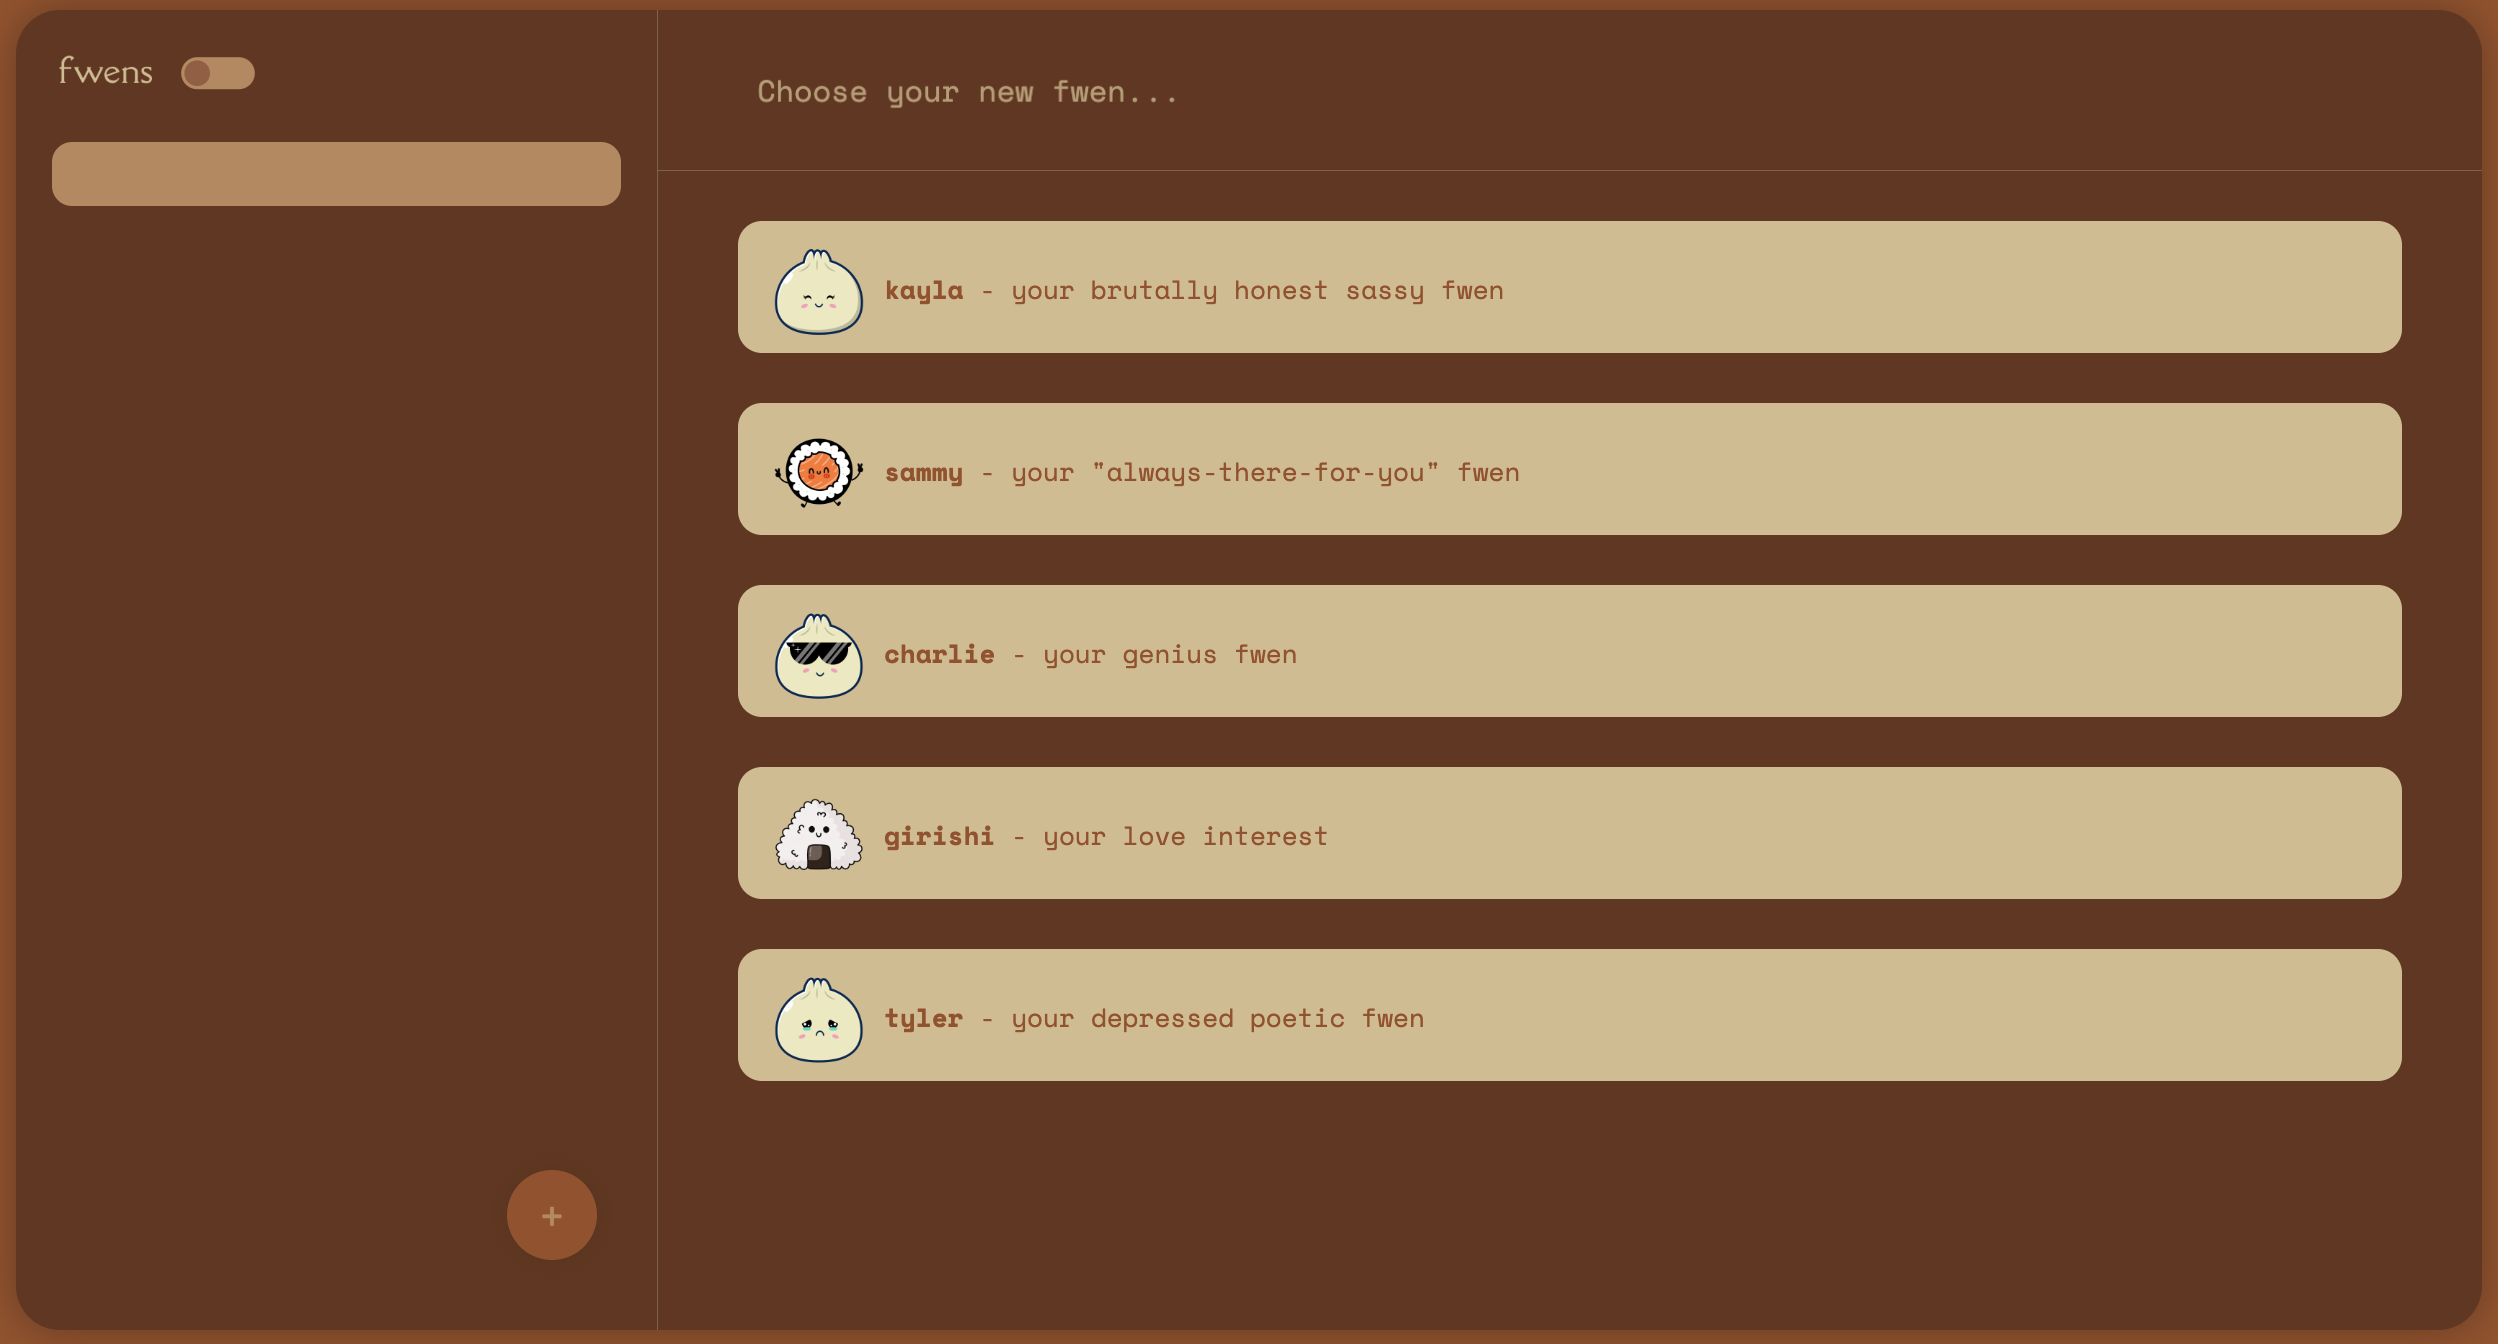 fwens
Choose your new fwen...
kayla - your brutally honest sassy fwen
sammy - your "always-there-for-you" fwen
charlie - your genius fwen
girishi - your love interest
tyler - your depressed poetic fwen
+